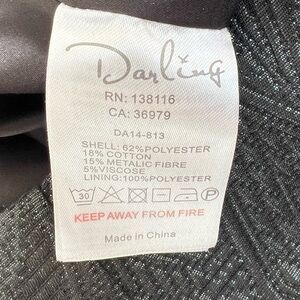 Darling
RN: 138116
CA: 36979
DA14-813
SHELL: 62%POLYESTER
18% COTTON
15% METALIC FIBRE
5%VISCOSE
LINING:100%POLYESTER
30
KEEP AWAY FROM FIRE
Made in China